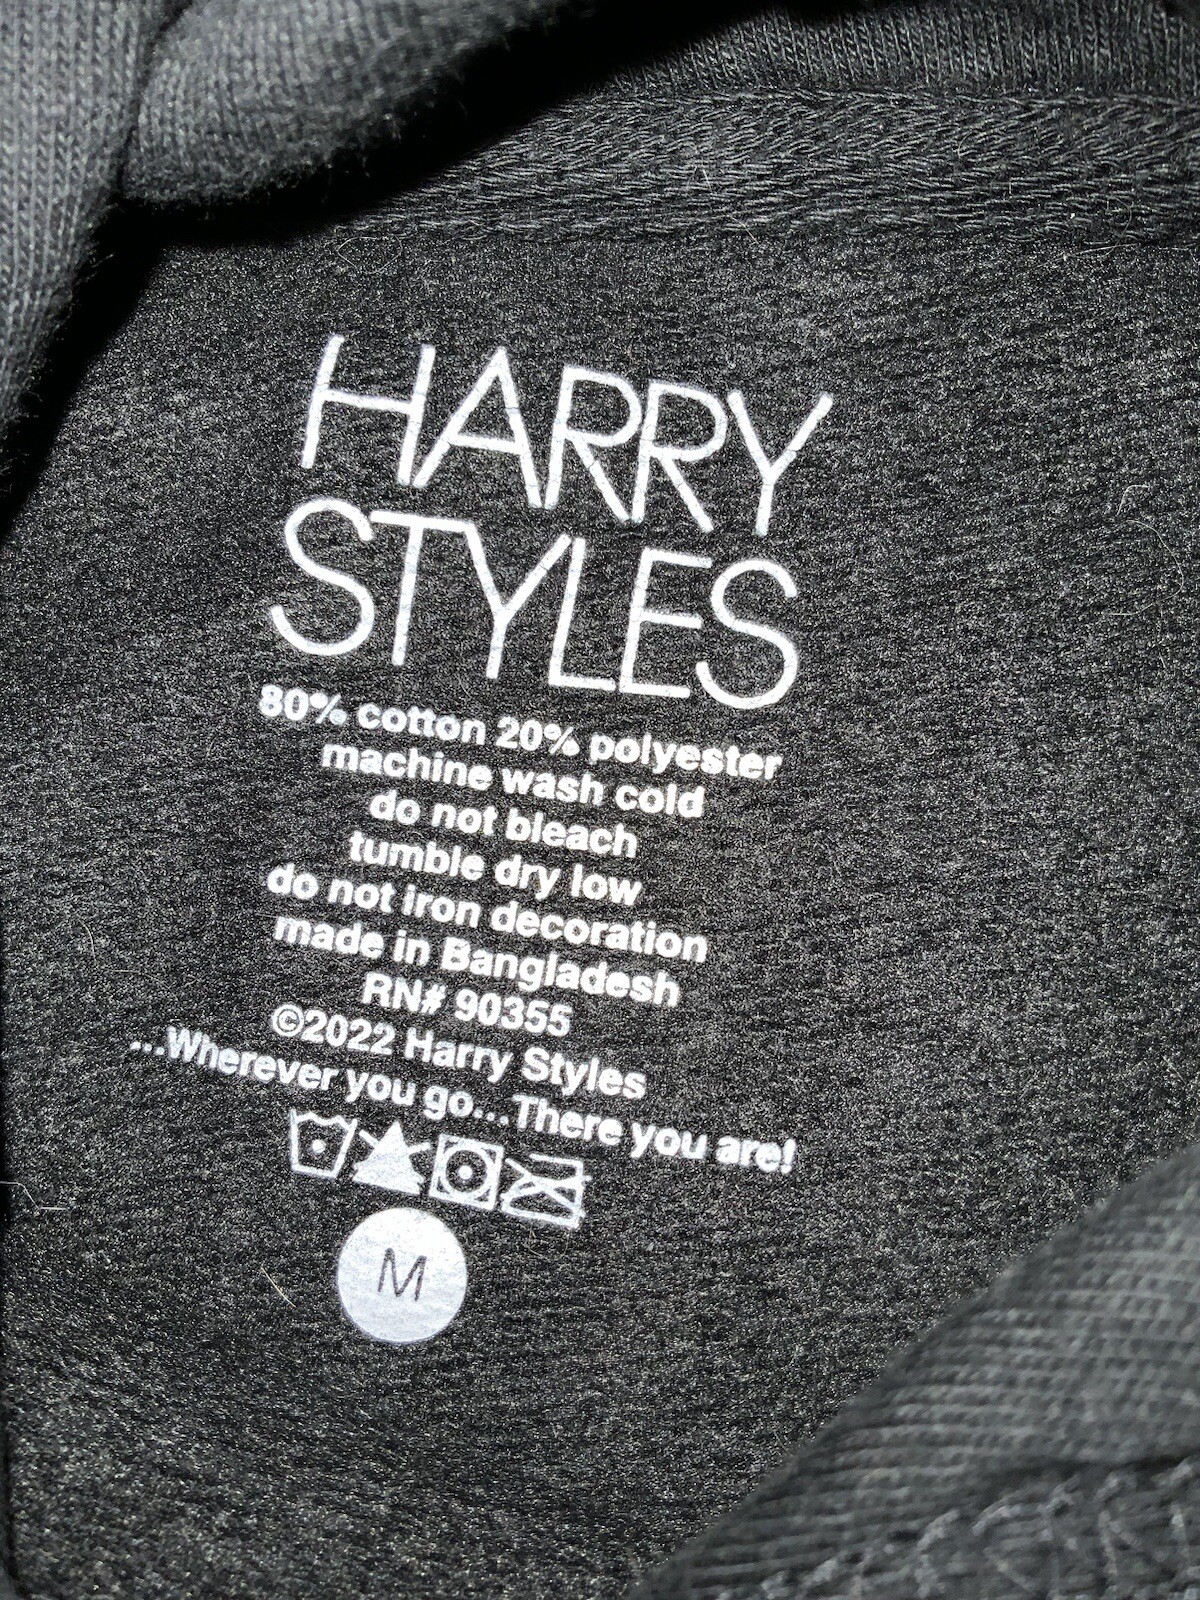 HARRY
STYLES
80% cotton 20% polyester
machine wash cold
do not bleach
tumble dry low
do not iron decoration
made in Bangladesh
RN# 90355
©2022 Harry Styles
...Wherever you go...There you are!
M